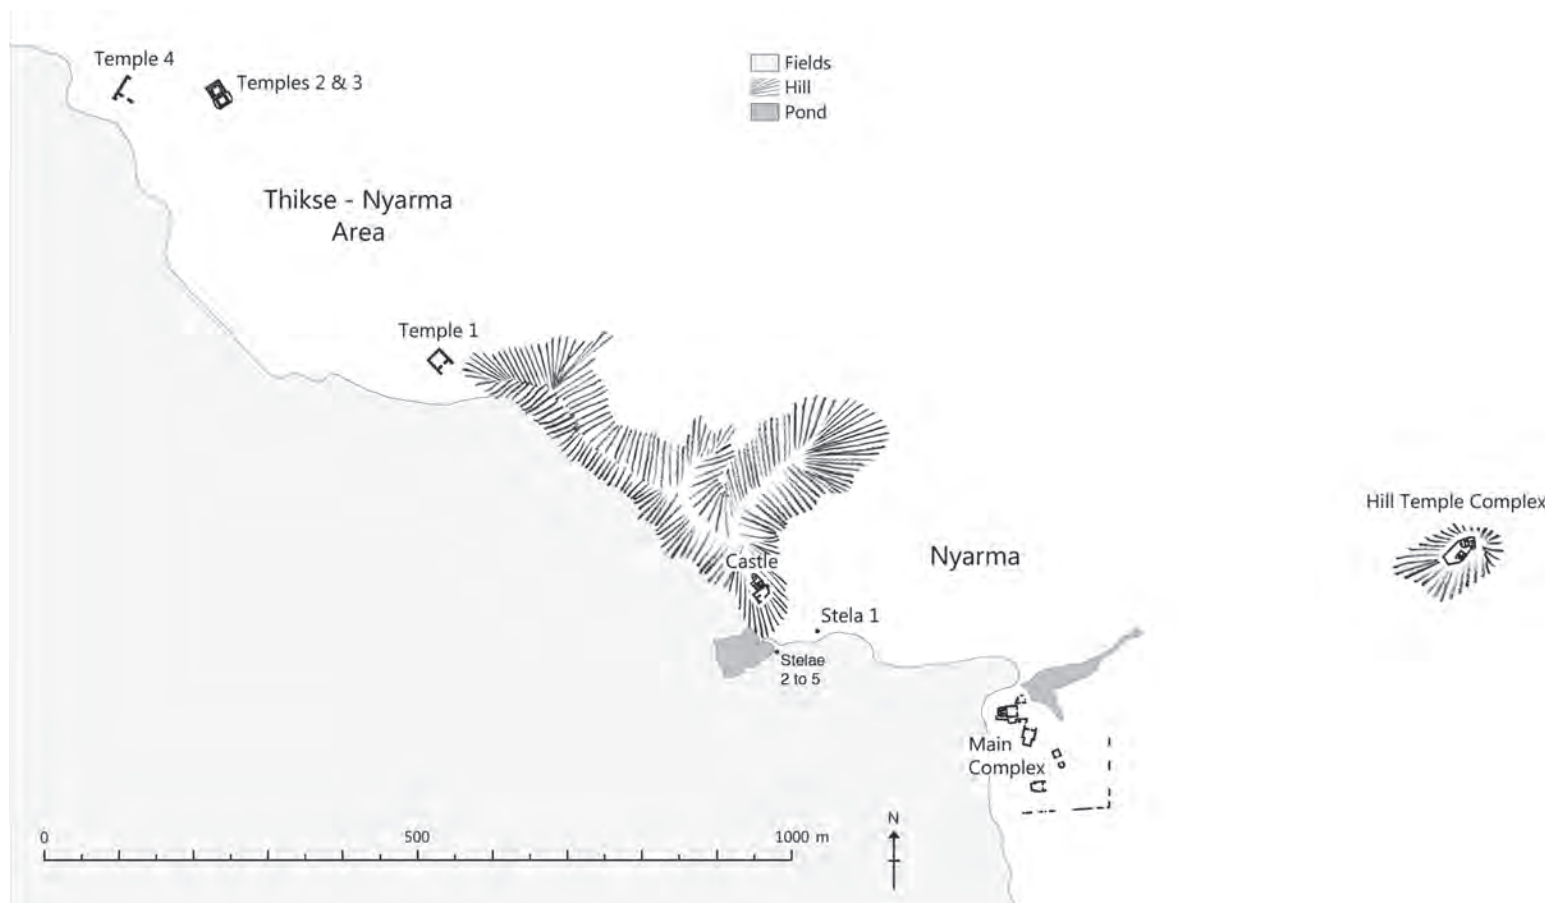 Temple 4
Temples 2 & 3
Fields
Hill
Pond
Thikse - Nyarma
Area
Temple 1
Hill Temple Complex
Castle
Nyarma
Stela 1
Stelae
2 to 5
Main
Complex
0 500 1000 m
N